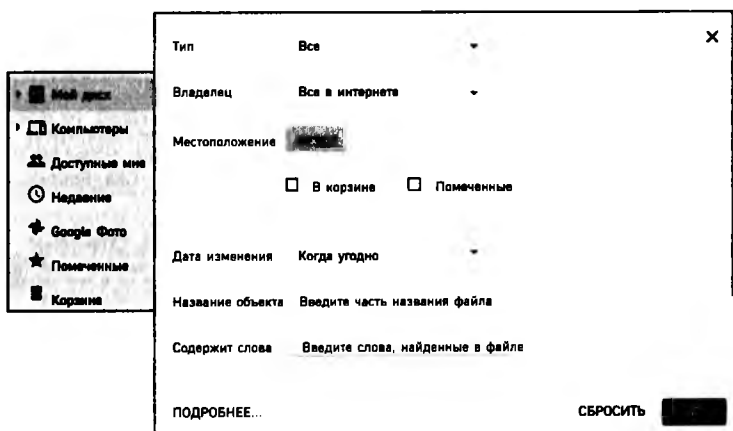 Мой диск
Компьютеры
Доступные мне
Недавние
Google Фото
Помеченные
Корзина
Тип Все
Владелец Все в интернете
Местоположение
В корзине Помеченные
Дата изменения Когда угодно
Название объекта Введите часть названия файла
Содержит слова Введите слова, найденные в файле
ПОДРОБНЕЕ... СБРОСИТЬ